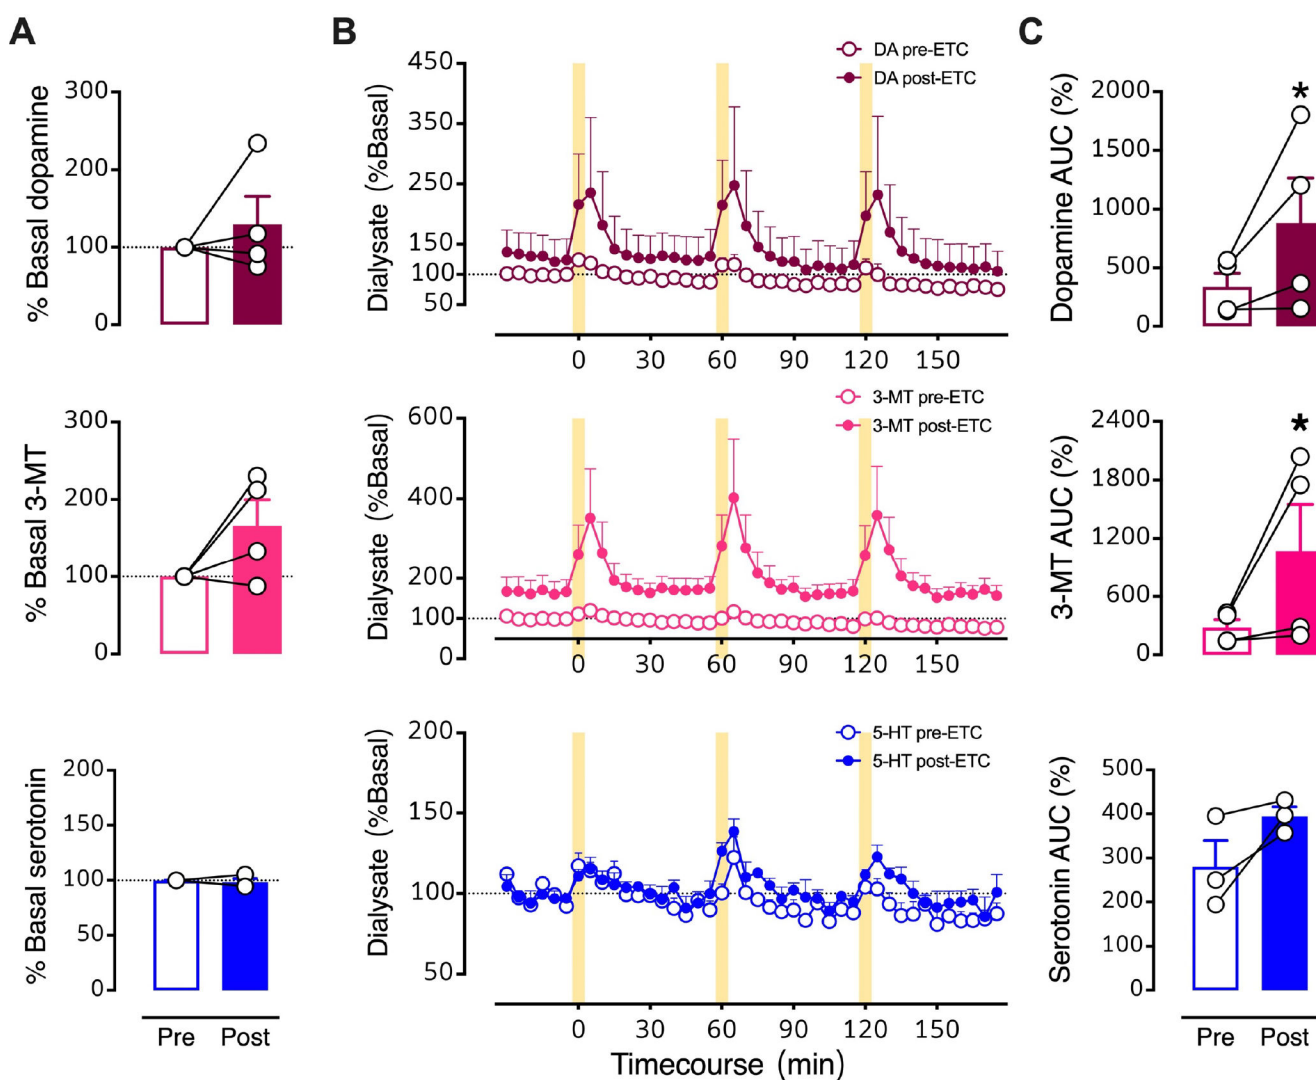 A
B
C
% Basal dopamine
300
200
100
0
Dialysate (%Basal)
450
350
250
150
100
50
DA pre-ETC
DA post-ETC
0 30 60 90 120 150
Dopamine AUC (%)
2000
1500
1000
500
0
*
% Basal 3-MT
300
200
100
0
Dialysate (%Basal)
600
400
200
100
0
3-MT pre-ETC
3-MT post-ETC
0 30 60 90 120 150
3-MT AUC (%)
2400
1800
1200
600
0
*
% Basal serotonin
200
150
100
50
0
Pre Post
Dialysate (%Basal)
200
150
100
50
5-HT pre-ETC
5-HT post-ETC
0 30 60 90 120 150
Timecourse (min)
Serotonin AUC (%)
500
400
300
200
100
0
Pre Post